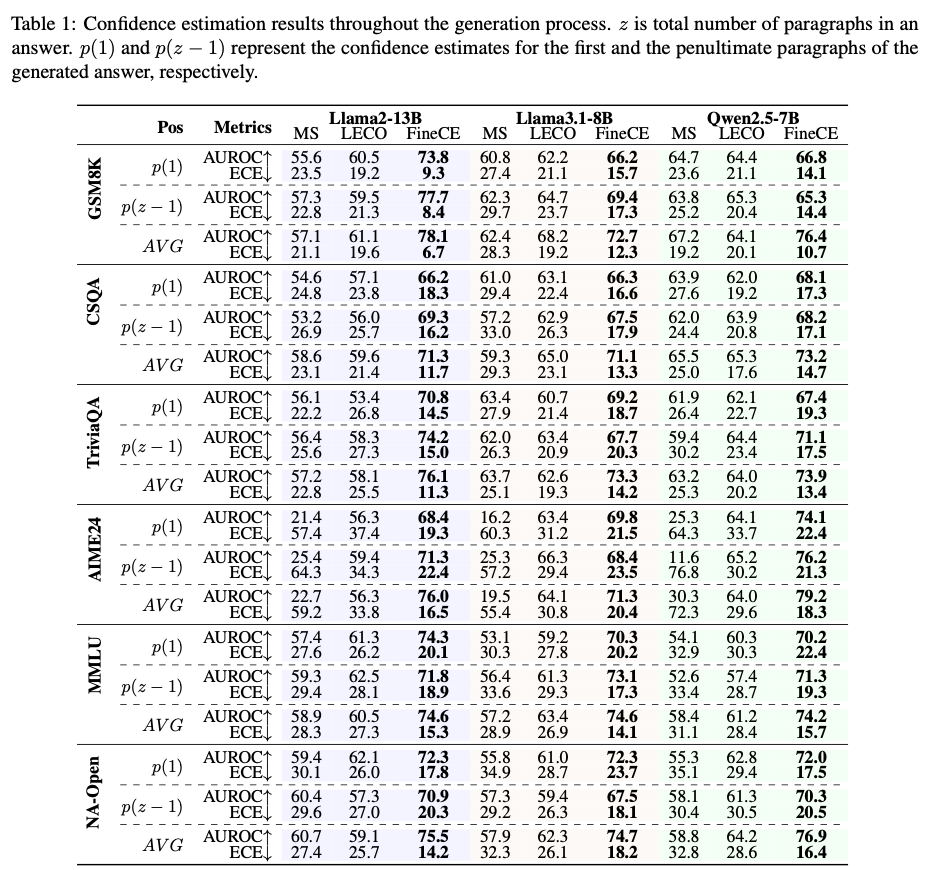 Table 1: Confidence estimation results throughout the generation process. z is total number of paragraphs in an
answer. p(1) and p(z − 1) represent the confidence estimates for the first and the penultimate paragraphs of the
generated answer, respectively.
Llama2-13B Llama3.1-8B Qwen2.5-7B
Pos Metrics MS LECO FineCE MS LECO FineCE MS LECO FineCE
GSM8K
p(1) AUROC↑ 55.6 60.5 73.8 60.8 62.2 66.2 64.7 64.4 66.8
ECE↓ 23.5 19.2 9.3 27.4 21.1 15.7 23.6 21.1 14.1
p(z − 1) AUROC↑ 57.3 59.5 77.7 62.3 64.7 69.4 63.8 65.3 65.3
ECE↓ 22.8 21.3 8.4 29.7 23.7 17.3 25.2 20.4 14.4
AVG AUROC↑ 57.1 61.1 78.1 62.4 68.2 72.7 67.2 64.1 76.4
ECE↓ 21.1 19.6 6.7 28.3 19.2 12.3 19.2 20.1 10.7
CSQA
p(1) AUROC↑ 54.6 57.1 66.2 61.0 63.1 66.3 63.9 62.0 68.1
ECE↓ 24.8 23.8 18.3 29.4 22.4 16.6 27.6 19.2 17.3
p(z − 1) AUROC↑ 53.2 56.0 69.3 57.2 62.9 67.5 62.0 63.9 68.2
ECE↓ 26.9 25.7 16.2 33.0 26.3 17.9 24.4 20.8 17.1
AVG AUROC↑ 58.6 59.6 71.3 59.3 65.0 71.1 65.5 65.3 73.2
ECE↓ 23.1 21.4 11.7 29.3 23.1 13.3 25.0 17.6 14.7
TriviaQA
p(1) AUROC↑ 56.1 53.4 70.8 63.4 60.7 69.2 61.9 62.1 67.4
ECE↓ 22.2 26.8 14.5 27.9 21.4 18.7 26.4 22.7 19.3
p(z − 1) AUROC↑ 56.4 58.3 74.2 62.0 63.4 67.7 59.4 64.4 71.1
ECE↓ 25.6 27.3 15.0 26.3 20.9 20.3 30.2 23.4 17.5
AVG AUROC↑ 57.2 58.1 76.1 63.7 62.6 73.3 63.2 64.0 73.9
ECE↓ 22.8 25.5 11.3 25.1 19.3 14.2 25.3 20.2 13.4
AIME24
p(1) AUROC↑ 21.4 56.3 68.4 16.2 63.4 69.8 25.3 64.1 74.1
ECE↓ 57.4 37.4 19.3 60.3 31.2 21.5 64.3 33.7 22.4
p(z − 1) AUROC↑ 25.4 59.4 71.3 25.3 66.3 68.4 11.6 65.2 76.2
ECE↓ 64.3 34.3 22.4 57.2 29.4 23.5 76.8 30.2 21.3
AVG AUROC↑ 22.7 56.3 76.0 19.5 64.1 71.3 30.3 64.0 79.2
ECE↓ 59.2 33.8 16.5 55.4 30.8 20.4 72.3 29.6 18.3
MMLU
p(1) AUROC↑ 57.4 61.3 74.3 53.1 59.2 70.3 54.1 60.3 70.2
ECE↓ 27.6 26.2 20.1 30.3 27.8 20.2 32.9 30.3 22.4
p(z − 1) AUROC↑ 59.3 62.5 71.8 56.4 61.3 73.1 52.6 57.4 71.3
ECE↓ 29.4 28.1 18.9 33.6 29.3 17.3 33.4 28.7 19.3
AVG AUROC↑ 58.9 60.5 74.6 57.2 63.4 74.6 58.4 61.2 74.2
ECE↓ 28.3 27.3 15.3 28.9 26.9 14.1 31.1 28.4 15.7
NA-Open
p(1) AUROC↑ 59.4 62.1 72.3 55.8 61.0 72.3 55.3 62.8 72.0
ECE↓ 30.1 26.0 17.8 34.9 28.7 23.7 35.1 29.4 17.5
p(z − 1) AUROC↑ 60.4 57.3 70.9 57.3 59.4 67.5 58.1 61.3 70.3
ECE↓ 29.6 27.0 20.3 29.2 26.3 18.1 30.4 30.5 20.5
AVG AUROC↑ 60.7 59.1 75.5 57.9 62.3 74.7 58.8 64.2 76.9
ECE↓ 27.4 25.7 14.2 32.3 26.1 18.2 32.8 28.6 16.4